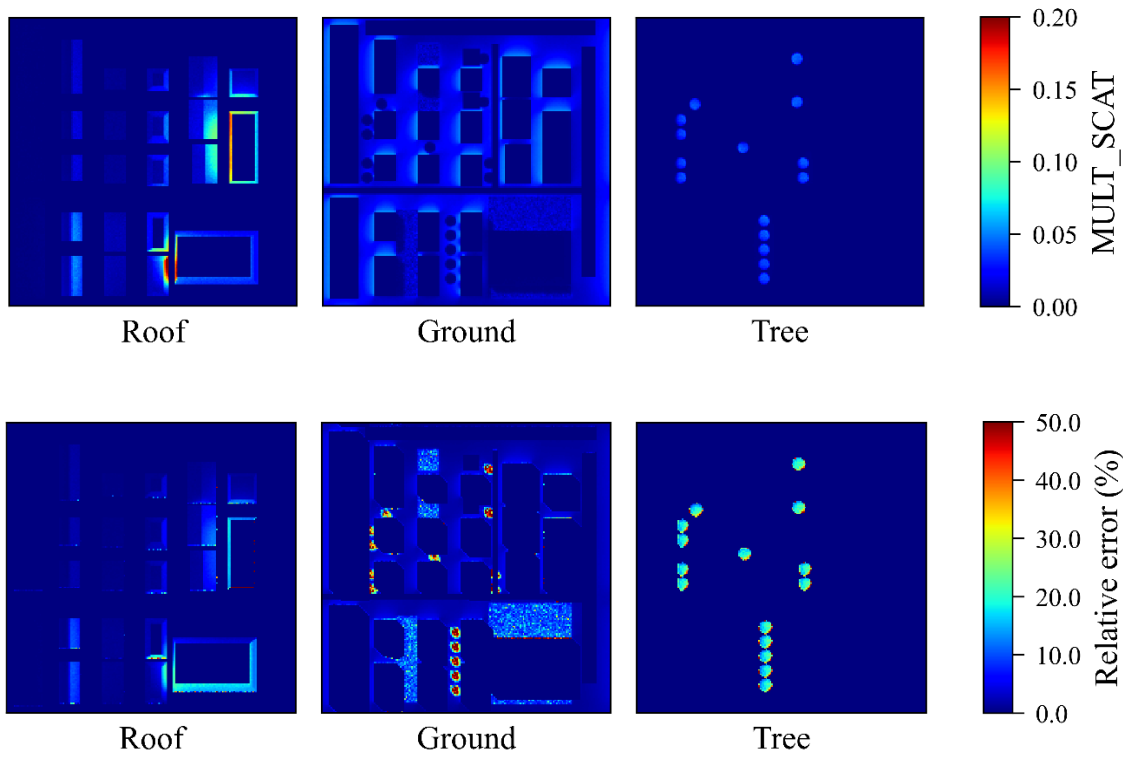 Roof
Ground
Tree
0.20
0.15
0.10
0.05
0.00
MULT_SCAT
Roof
Ground
Tree
50.0
40.0
30.0
20.0
10.0
0.0
Relative error (%)